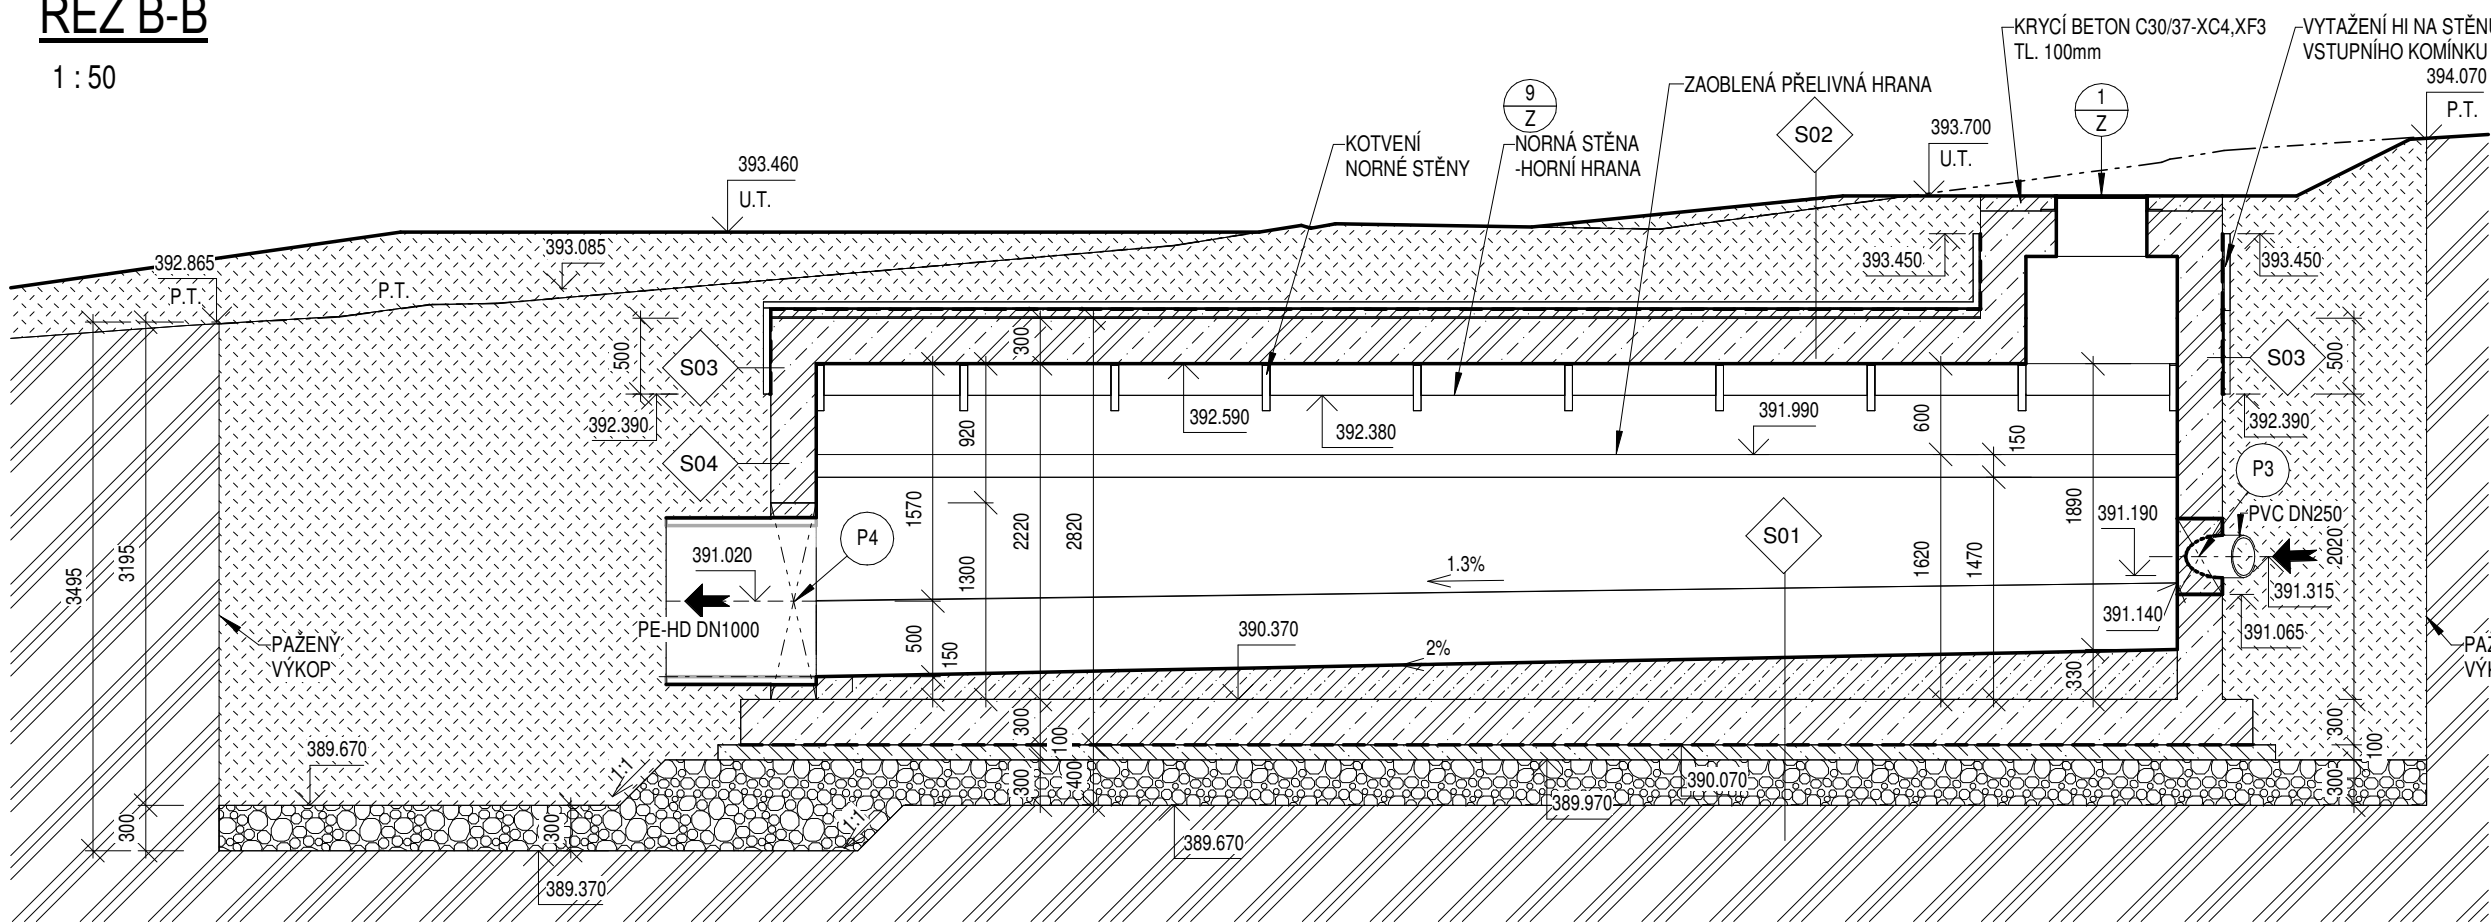 ŘEZ B-B
1 : 50
KRYCÍ BETON C30/37-XC4,XF3
TL. 100mm
VYTAŽENÍ HI NA STĚNU
VSTUPNÍHO KOMÍNKU
394.070
P.T.
9
Z
ZAOBLENÁ PŘELIVNÁ HRANA
1
Z
S02
393.700
U.T.
KOTVENÍ
NORNÉ STĚNY
NORNÁ STĚNA
-HORNÍ HRANA
393.460
U.T.
393.085
392.865
P.T.
P.T.
393.450
393.450
500
S03
300
S03
500
392.390
920
392.590
392.380
391.990
600
150
392.390
S04
P3
1570
2220
2820
1890
391.190
PVC DN250
P4
S01
391.020
3495
3195
1300
1.3%
1620
1470
2020
391.315
391.140
PE-HD DN1000
391.065
PAŽENÝ
VÝKOP
500
150
390.370
2%
330
300
300
100
100
389.670
1:1
300
400
390.070
300
389.970
300
300
1:1
389.670
389.370